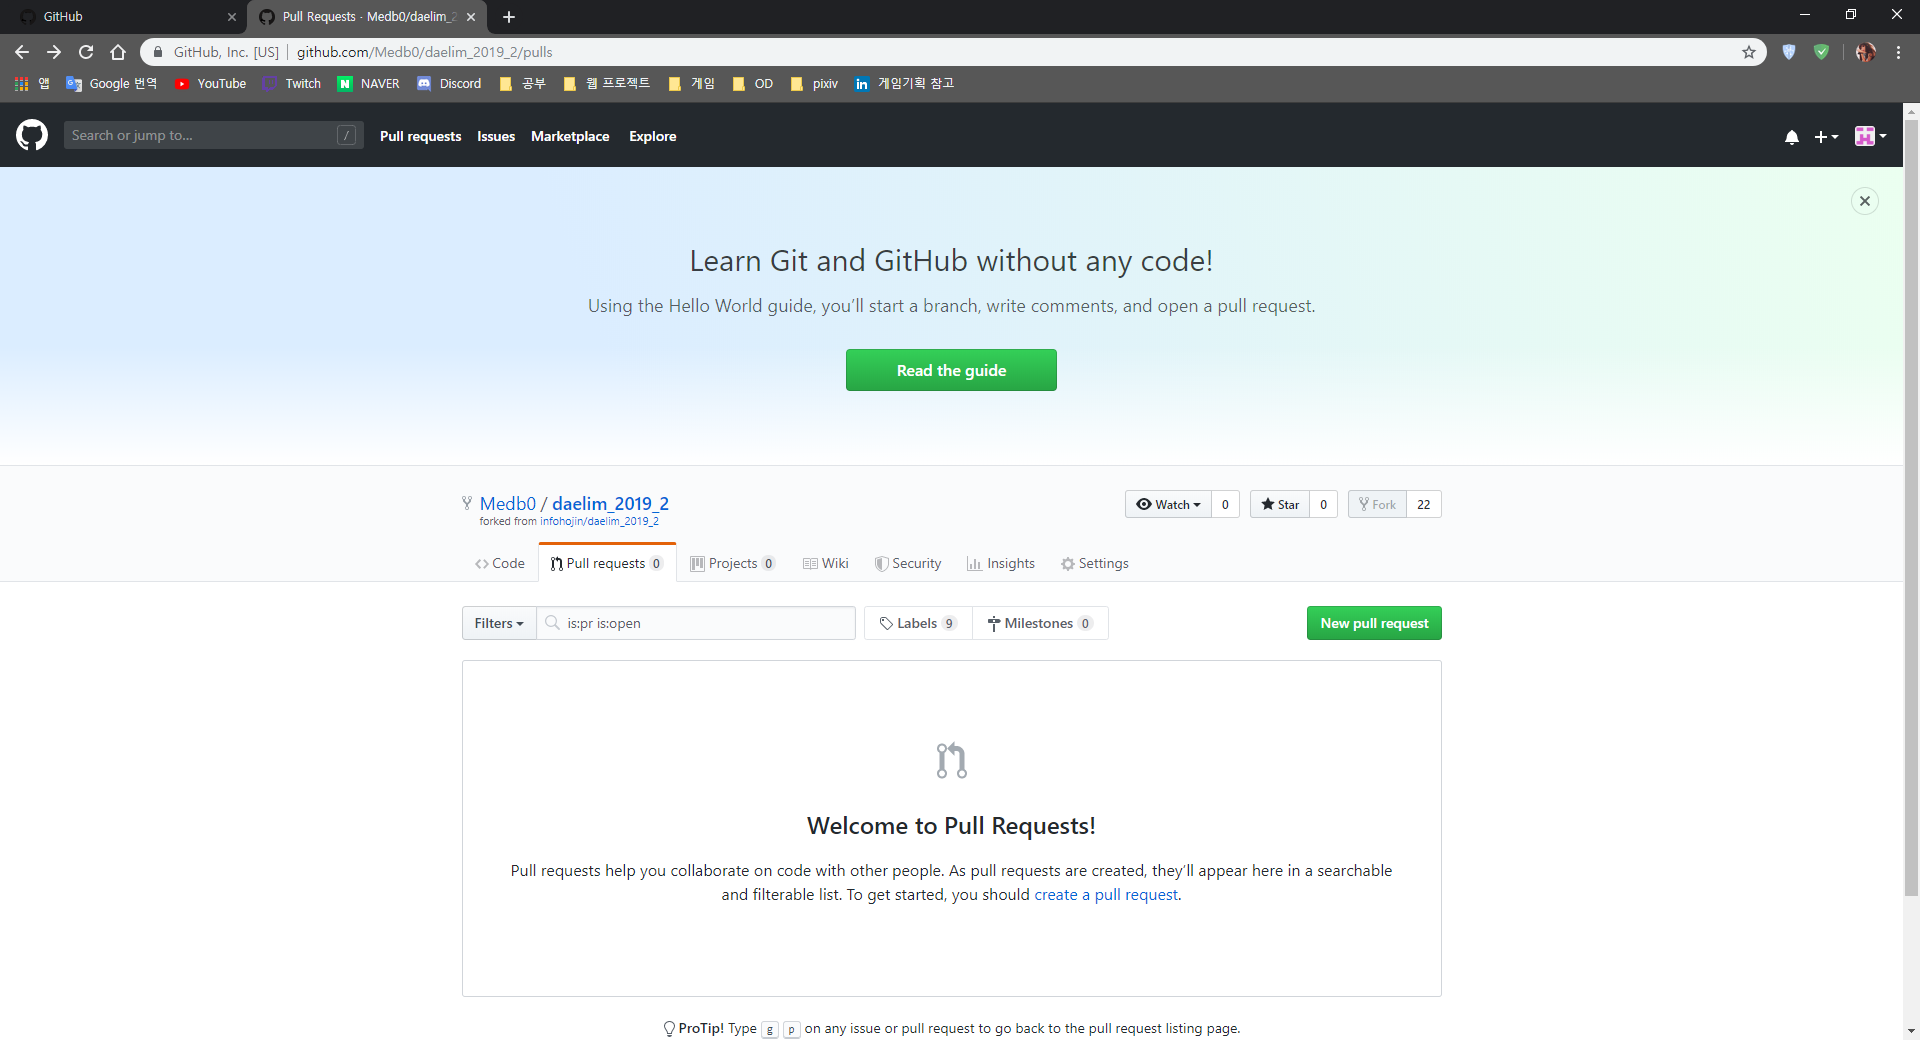 GitHub
Pull Requests · Medb0/daelim_2
GitHub, Inc. [US] github.com/Medb0/daelim_2019_2/pulls
앱 Google 번역 YouTube Twitch NAVER Discord 공부 웹 프로젝트 게임 OD pixiv 게임기획 참고
Search or jump to... / Pull requests Issues Marketplace Explore
Learn Git and GitHub without any code!
Using the Hello World guide, you’ll start a branch, write comments, and open a pull request.
Read the guide
Medb0 / daelim_2019_2
forked from infohojin/daelim_2019_2
Watch 0 Star 0 Fork 22
Code Pull requests 0 Projects 0 Wiki Security Insights Settings
Filters is:pr is:open Labels 9 Milestones 0 New pull request
Welcome to Pull Requests!
Pull requests help you collaborate on code with other people. As pull requests are created, they’ll appear here in a searchable
and filterable list. To get started, you should create a pull request.
ProTip! Type g p on any issue or pull request to go back to the pull request listing page.